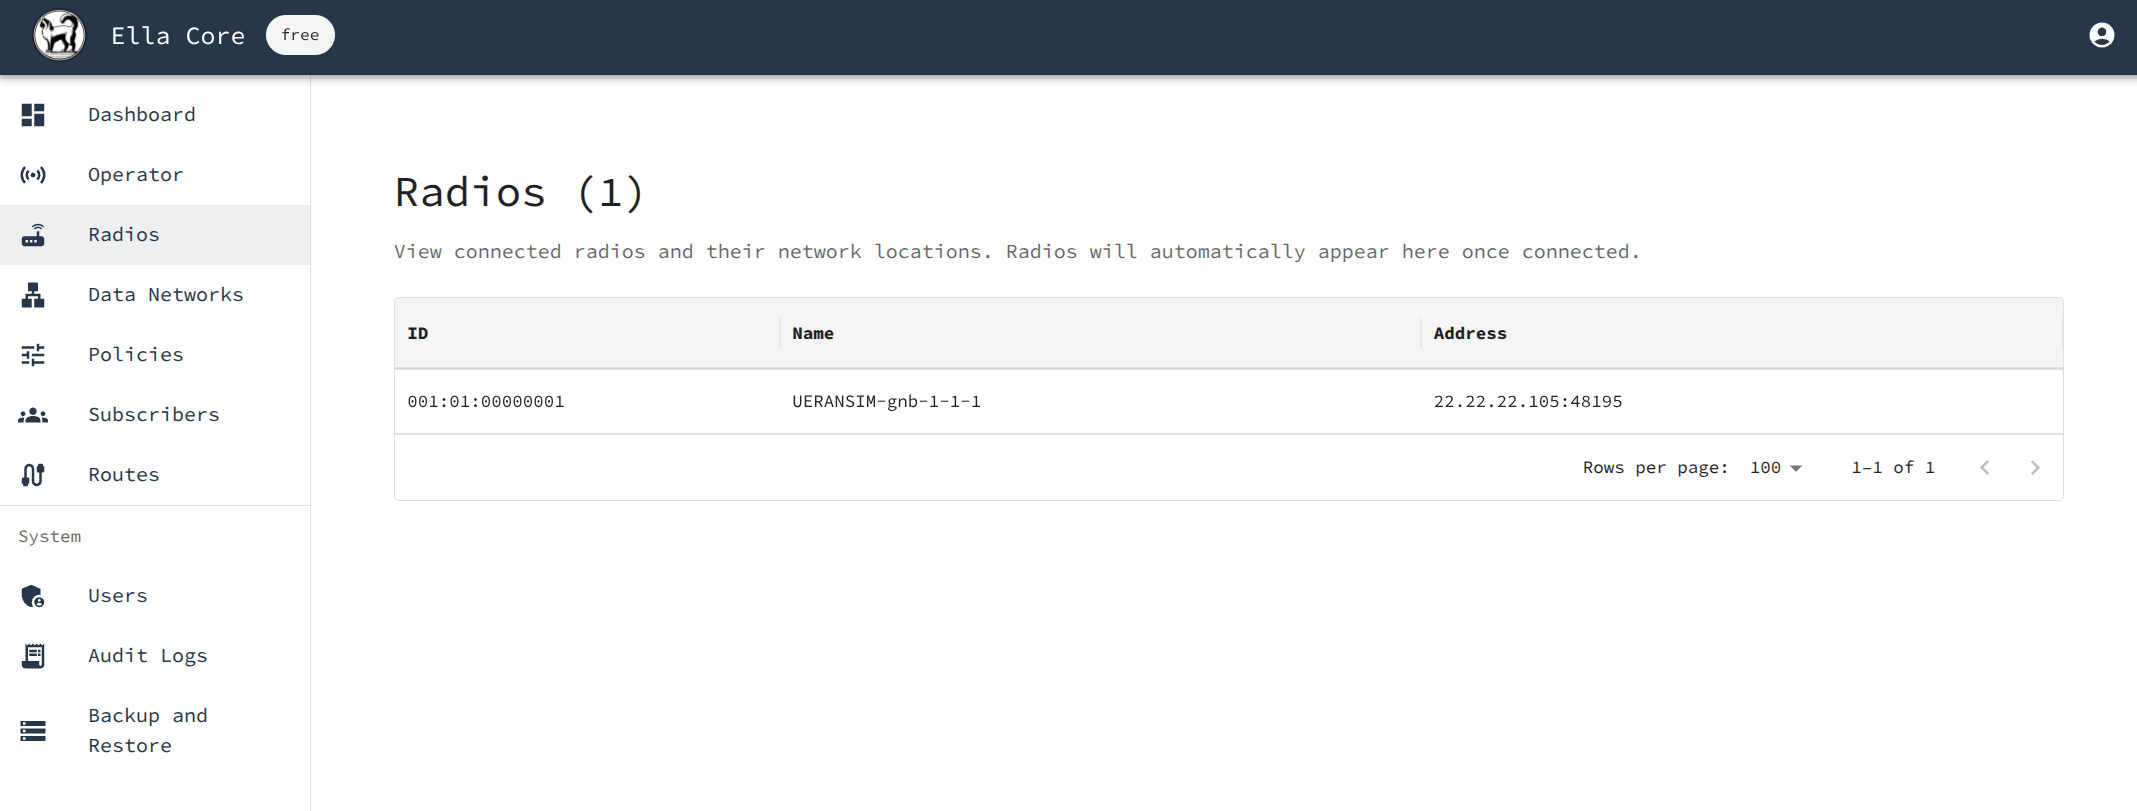 Ella Core free
Dashboard
Operator
Radios
Data Networks
Policies
Subscribers
Routes
System
Users
Audit Logs
Backup and
Restore
Radios (1)
View connected radios and their network locations. Radios will automatically appear here once connected.
ID Name Address
001:01:00000001 UERANSIM-gnb-1-1-1 22.22.22.105:48195
Rows per page: 100 1–1 of 1